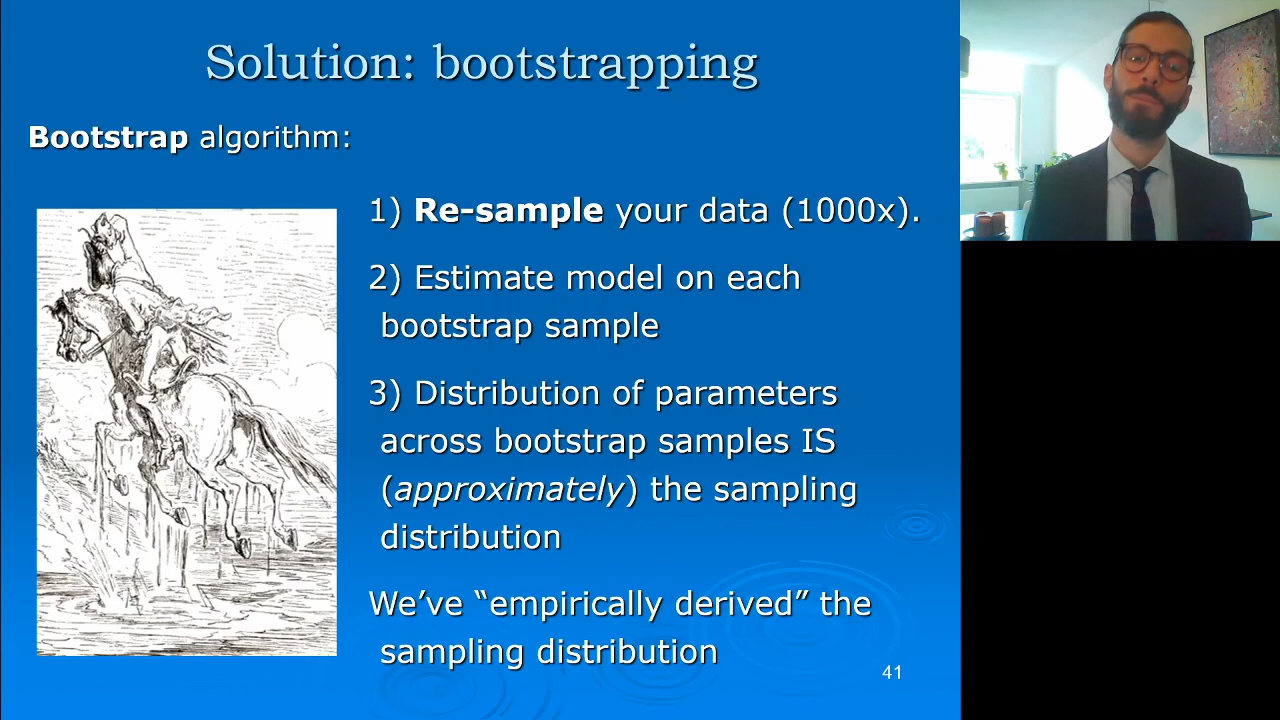 Solution: bootstrapping
Bootstrap algorithm:
1) Re-sample your data (1000x).
2) Estimate model on each
bootstrap sample
3) Distribution of parameters
across bootstrap samples IS
(approximately) the sampling
distribution
We’ve “empirically derived” the
sampling distribution
41